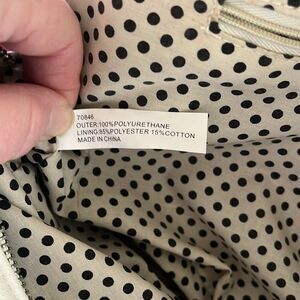 70846
OUTER:100%POLYURETHANE
LINING:85%POLYESTER 15%COTTON
MADE IN CHINA